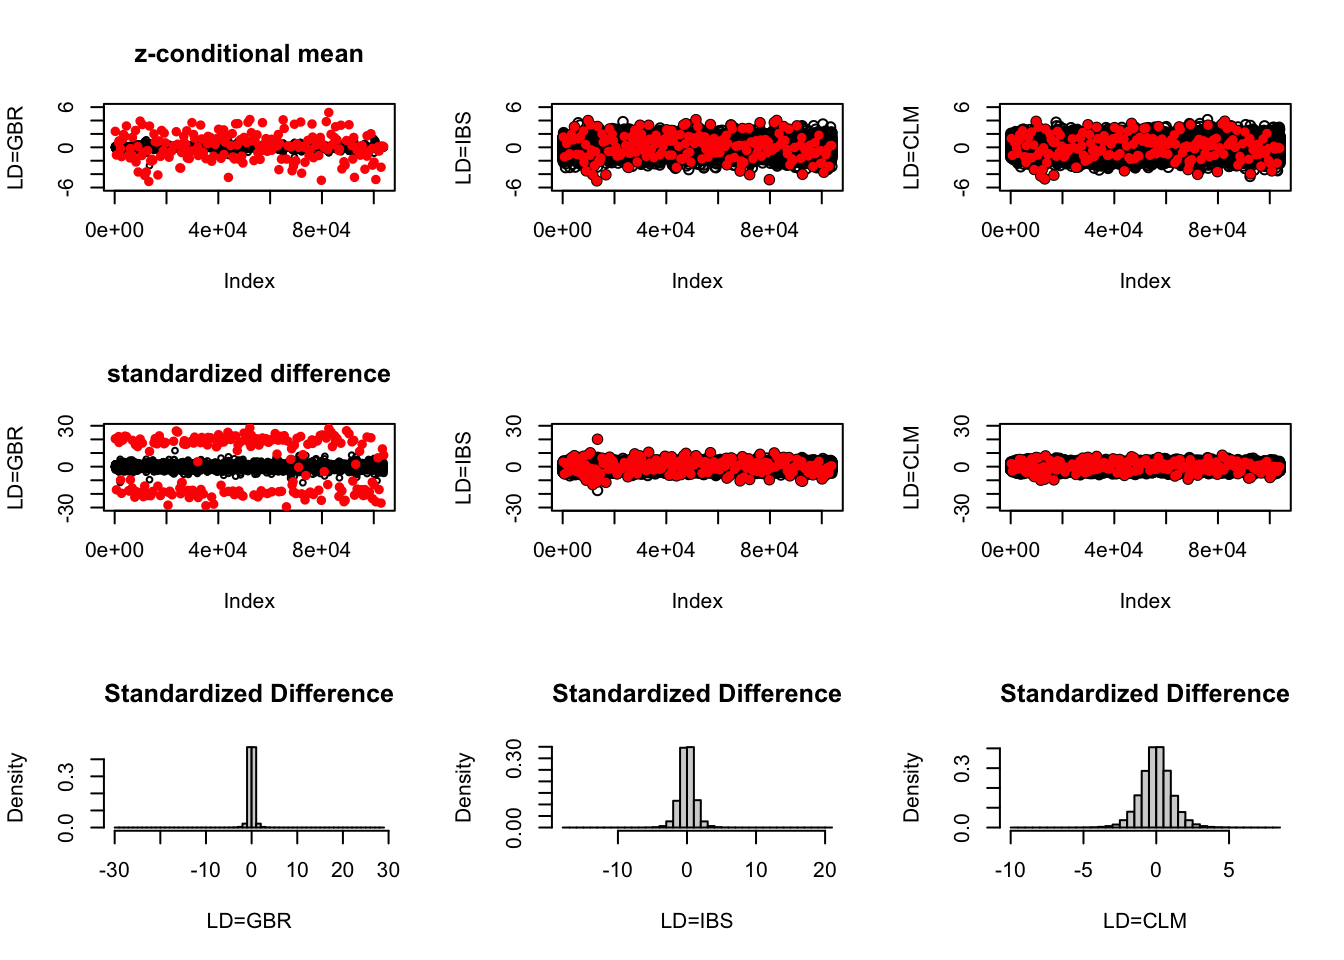 z-conditional mean
LD=GBR
6
0
-6
0e+00 4e+04 8e+04
Index
LD=IBS
6
0
-6
0e+00 4e+04 8e+04
Index
LD=CLM
6
0
-6
0e+00 4e+04 8e+04
Index
standardized difference
LD=GBR
30
0
-30
0e+00 4e+04 8e+04
Index
LD=IBS
30
0
-30
0e+00 4e+04 8e+04
Index
LD=CLM
30
0
-30
0e+00 4e+04 8e+04
Index
Standardized Difference
Density
0.3
0.0
-30 -10 0 10 20 30
LD=GBR
Standardized Difference
Density
0.30
0.00
-10 0 10 20
LD=IBS
Standardized Difference
Density
0.3
0.0
-10 -5 0 5
LD=CLM